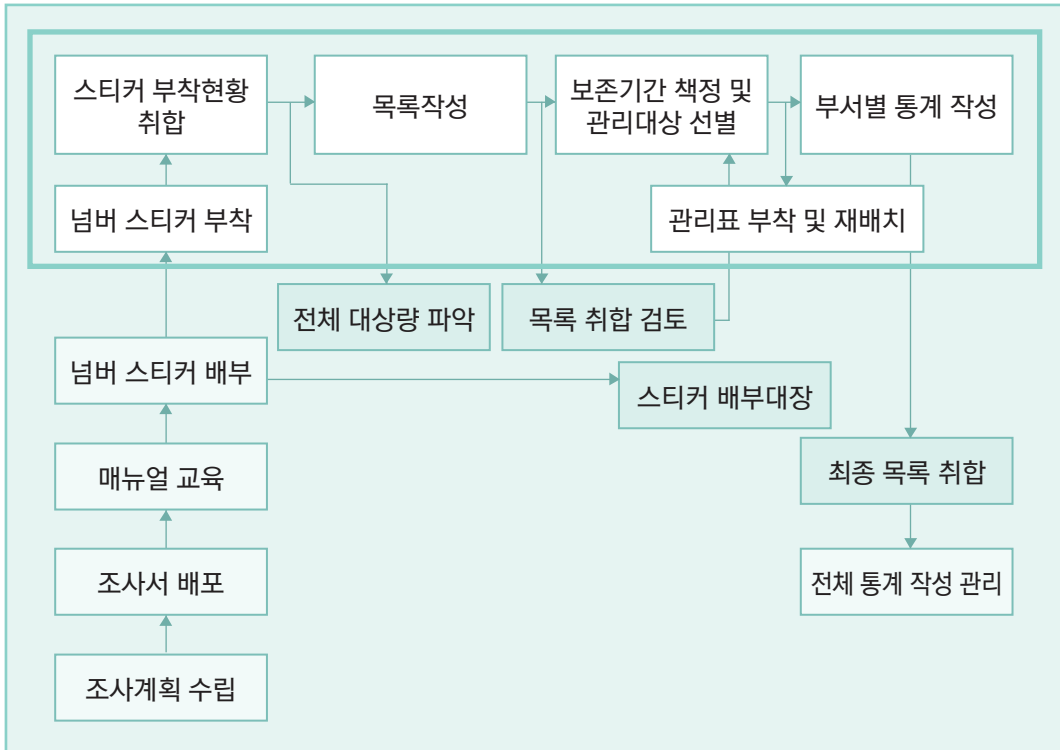 스티커 부착현황
취합
목록작성
보존기간 책정 및
관리대상 선별
부서별 통계 작성
넘버 스티커 부착
관리표 부착 및 재배치
전체 대상량 파악
목록 취합 검토
넘버 스티커 배부
스티커 배부대장
매뉴얼 교육
최종 목록 취합
조사서 배포
전체 통계 작성 관리
조사계획 수립